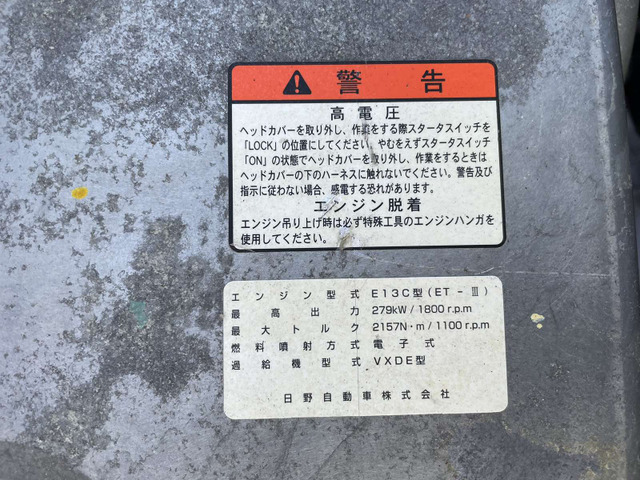 警告
高電圧
ヘッドカバーを取り外し、作業をする際スタータスイッチを
「LOCK」の位置にしてください。やむをえずスタータスイッチ
「ON」の状態でヘッドカバーを取り外し、作業をするときは
ヘッドカバーの下のハーネスに触れないでください。警告及び
指示に従わない場合、感電する恐れがあります。
エンジン脱着
エンジン吊り上げ時は必ず特殊工具のエンジンハンガを
使用してください。
エンジン型式 E13C型(ET-Ⅲ)
最高出力 279kW/1800r.p.m
最大トルク 2157N・m/1100r.p.m
燃料噴射方式 電子式
過給機型式 VXDE型
日野自動車株式会社